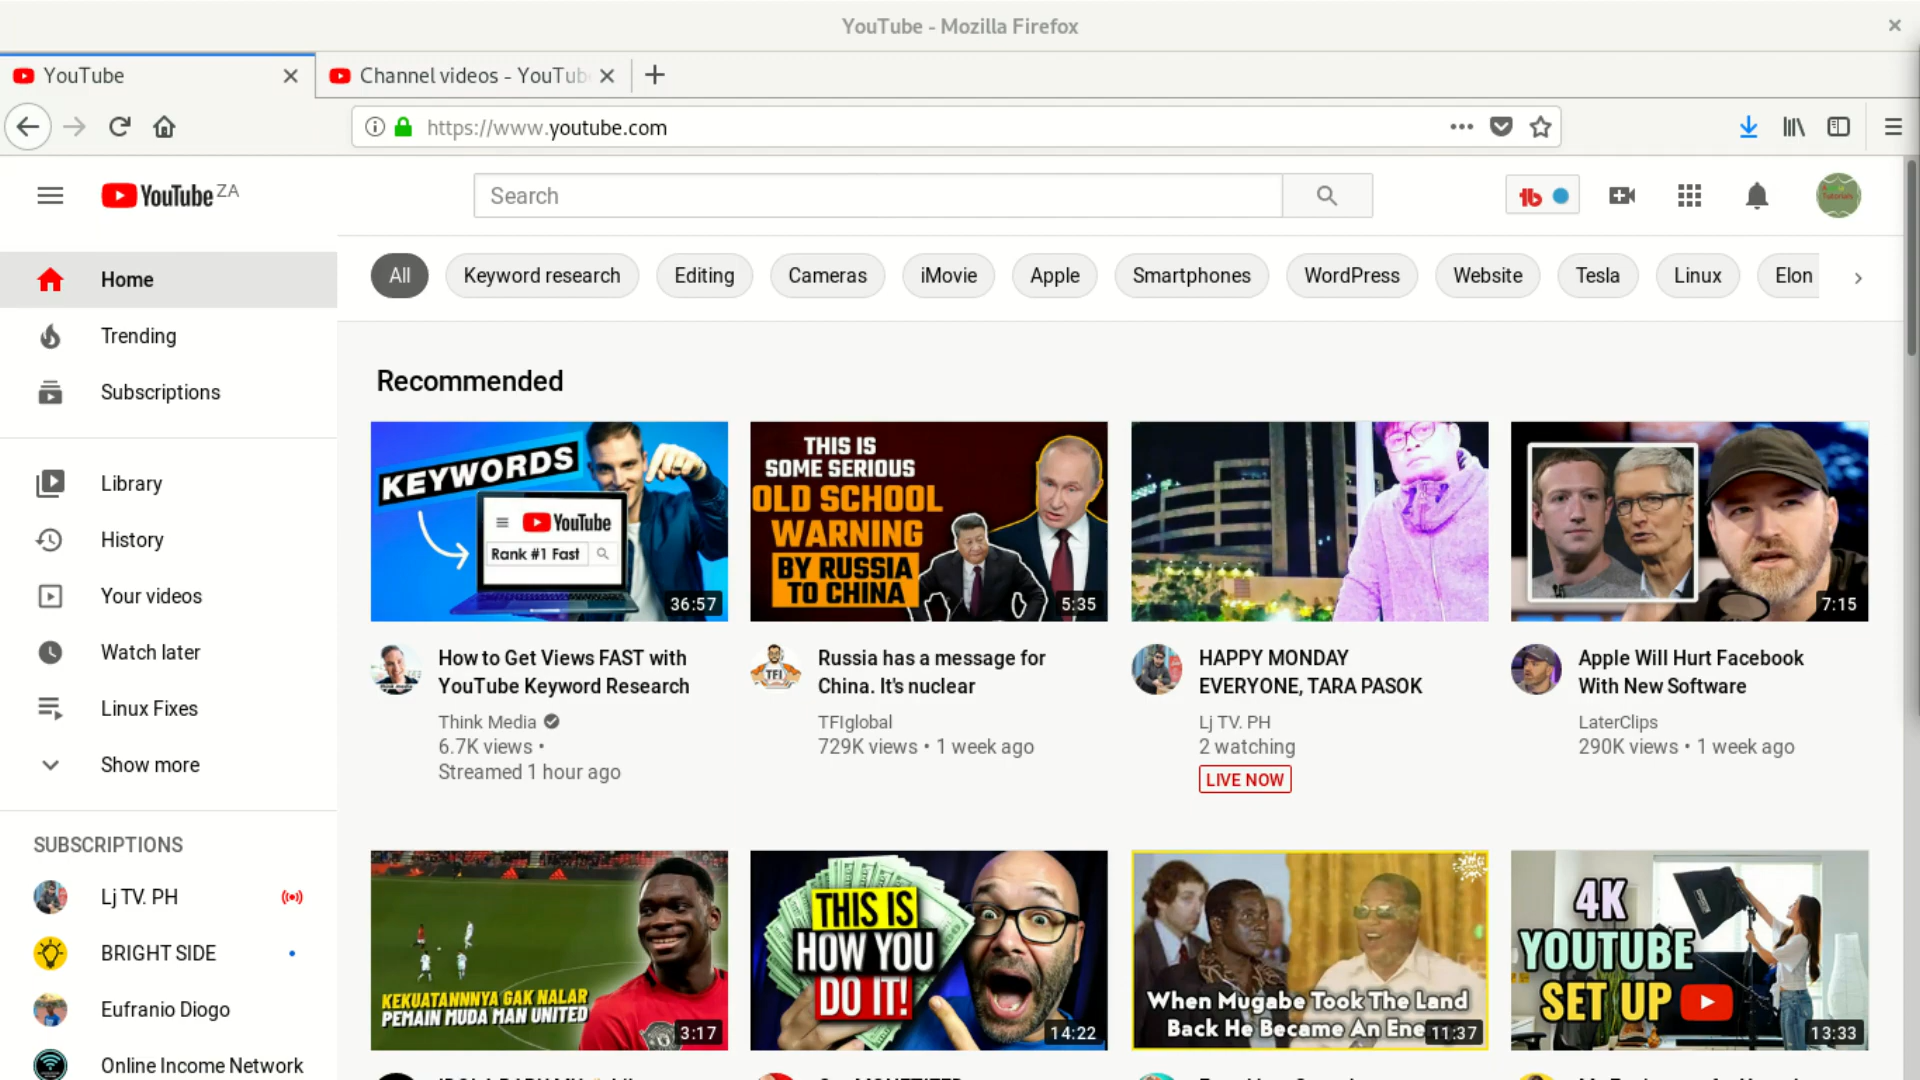 YouTube - Mozilla Firefox
YouTube
Channel videos - YouTub
https://www.youtube.com
YouTube ZA
Search
Home
Trending
Subscriptions
Library
History
Your videos
Watch later
Linux Fixes
Show more
SUBSCRIPTIONS
Lj TV. PH
BRIGHT SIDE
Eufranio Diogo
Online Income Network
All
Keyword research
Editing
Cameras
iMovie
Apple
Smartphones
WordPress
Website
Tesla
Linux
Elon
Recommended
KEYWORDS
YouTube
Rank #1 Fast
36:57
How to Get Views FAST with
YouTube Keyword Research
Think Media
6.7K views •
Streamed 1 hour ago
THIS IS
SOME SERIOUS
OLD SCHOOL
WARNING
BY RUSSIA
TO CHINA
5:35
TFI
Russia has a message for
China. It's nuclear
TFIglobal
729K views • 1 week ago
HAPPY MONDAY
EVERYONE, TARA PASOK
Lj TV. PH
2 watching
LIVE NOW
7:15
Apple Will Hurt Facebook
With New Software
LaterClips
290K views • 1 week ago
KEKUATANNNYA GAK NALAR
PEMAIN MUDA MAN UNITED
3:17
THIS IS
HOW YOU
DO IT!
14:22
When Mugabe Took The Land
Back He Became An Ene
11:37
4K
YOUTUBE
SET UP
13:33